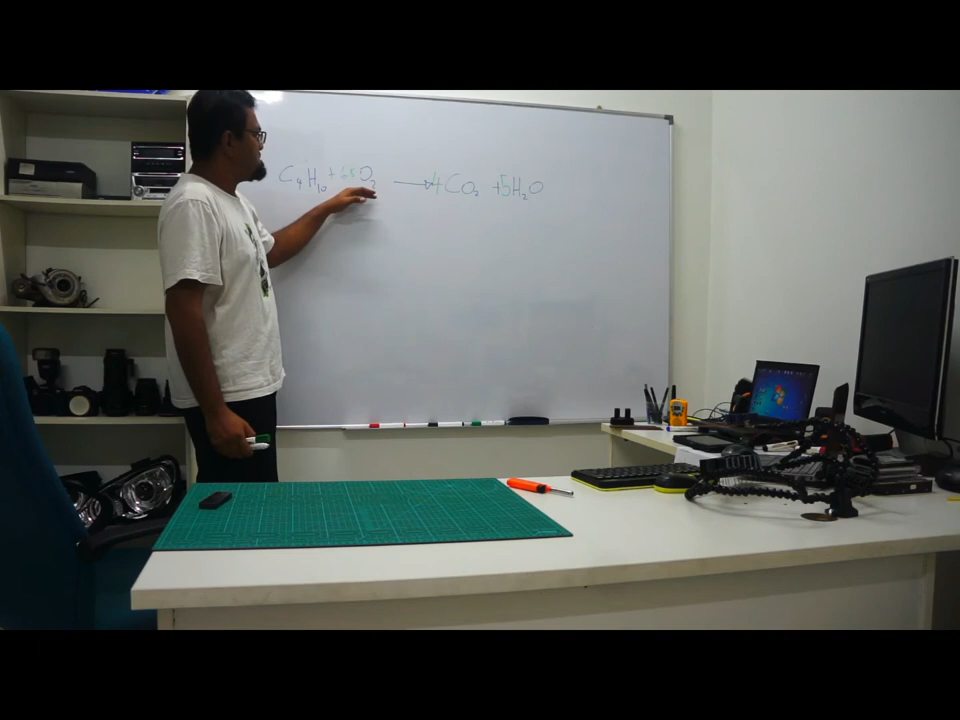 C₄H₁₀ + 6.5O₂ → 4CO₂ + 5H₂O